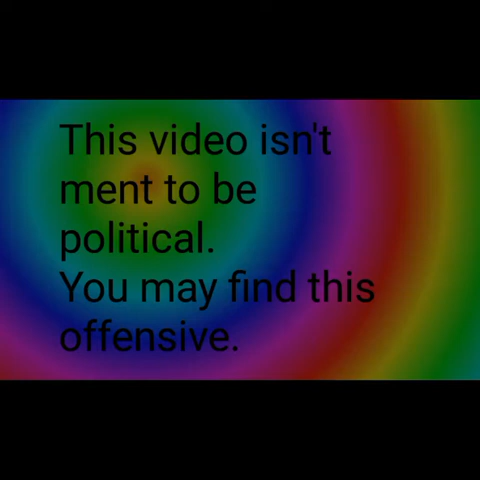 This video isn't
ment to be
political.
You may find this
offensive.